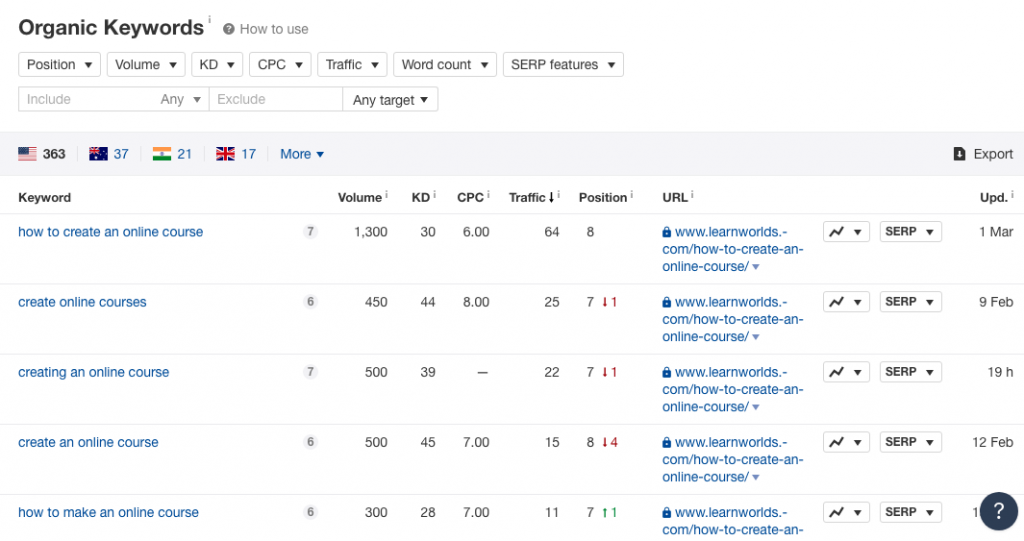 Organic Keywords i ? How to use
Position ▼ Volume ▼ KD ▼ CPC ▼ Traffic ▼ Word count ▼ SERP features ▼
Include Any ▼ Exclude Any target ▼
363 37 21 17 More ▼ Export
Keyword Volume i KD i CPC i Traffic ↓ i Position i URL i Upd. i
how to create an online course 7 1,300 30 6.00 64 8 www.learnworlds.- SERP ▼ 1 Mar
com/how-to-create-an-
online-course/ ▼
create online courses 6 450 44 8.00 25 7 ↓1 www.learnworlds.- SERP ▼ 9 Feb
com/how-to-create-an-
online-course/ ▼
creating an online course 7 500 39 — 22 7 ↓1 www.learnworlds.- SERP ▼ 19 h
com/how-to-create-an-
online-course/ ▼
create an online course 6 500 45 7.00 15 8 ↓4 www.learnworlds.- SERP ▼ 12 Feb
com/how-to-create-an-
online-course/ ▼
how to make an online course 6 300 28 7.00 11 7 ↑1 www.learnworlds.- SERP ▼ ?
com/how-to-create-an-